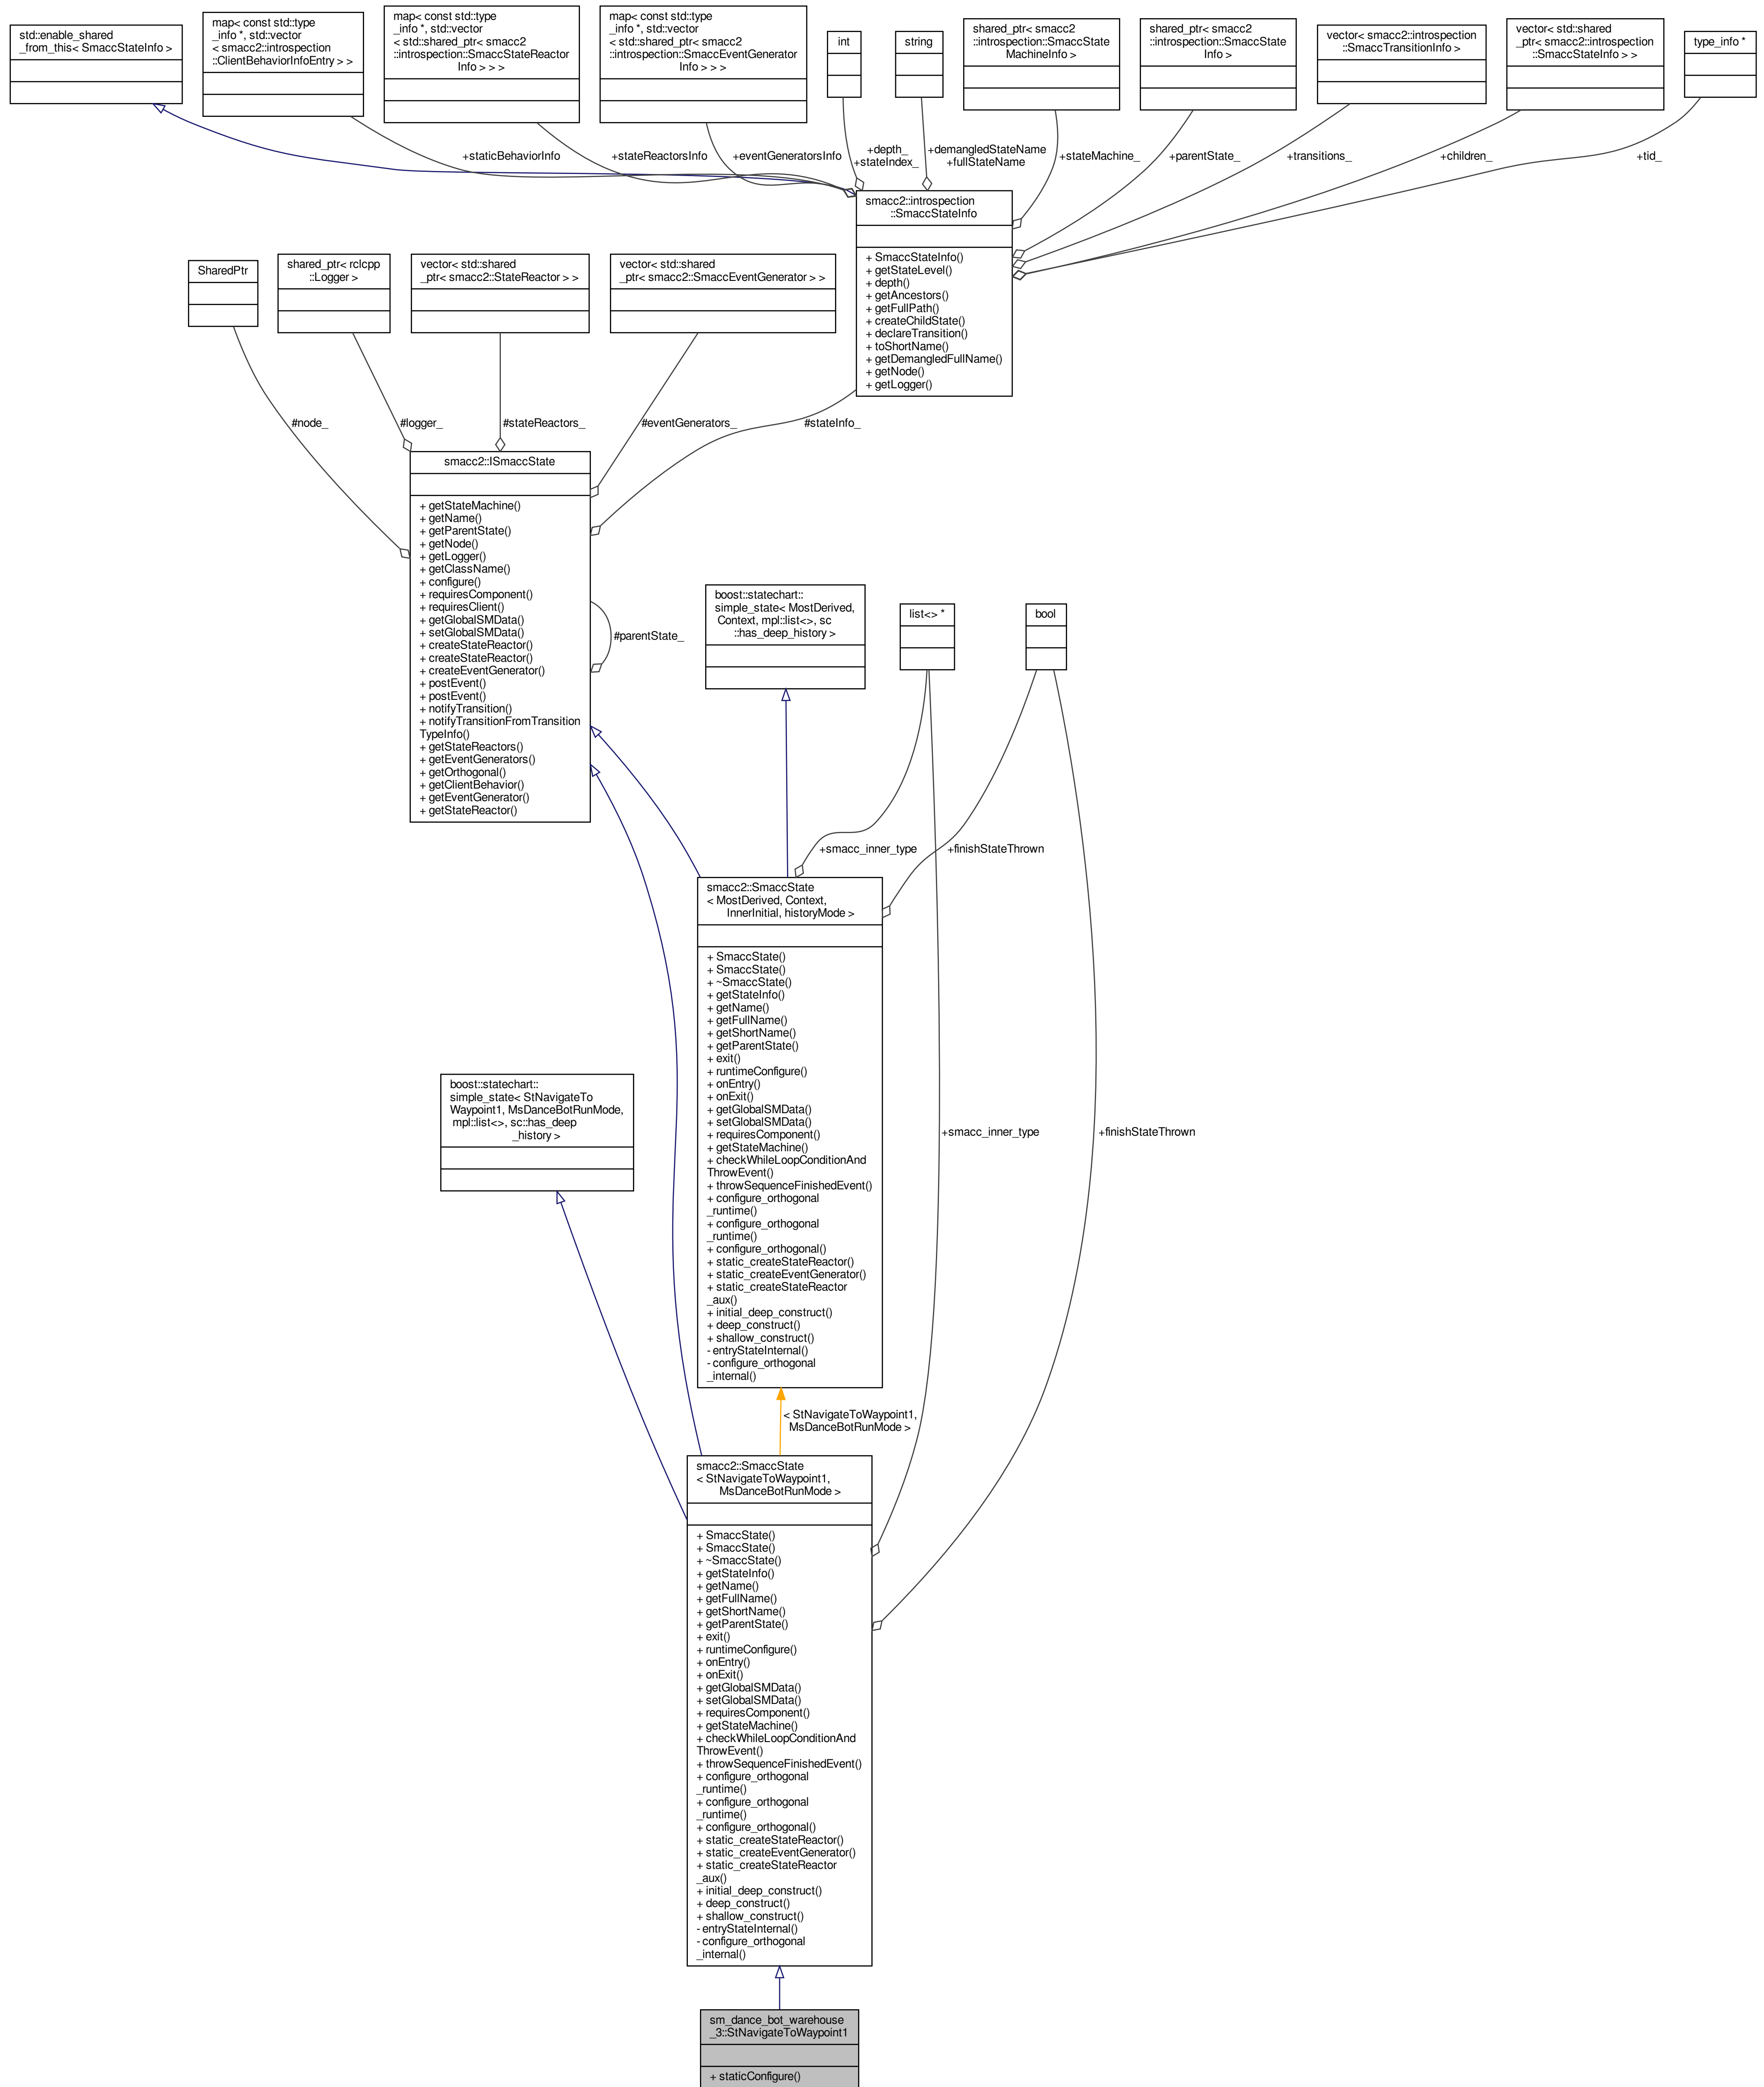 std::enable_shared
_from_this< SmaccStateInfo >
map< const std::type
_info *, std::vector
< smacc2::introspection
::ClientBehaviorInfoEntry > >
map< const std::type
_info *, std::vector
< std::shared_ptr< smacc2
::introspection::SmaccStateReactor
Info > > >
map< const std::type
_info *, std::vector
< std::shared_ptr< smacc2
::introspection::SmaccEventGenerator
Info > > >
int
string
shared_ptr< smacc2
::introspection::SmaccState
MachineInfo >
shared_ptr< smacc2
::introspection::SmaccState
Info >
vector< smacc2::introspection
::SmaccTransitionInfo >
vector< std::shared
_ptr< smacc2::introspection
::SmaccStateInfo > >
type_info *
+staticBehaviorInfo
+stateReactorsInfo
+eventGeneratorsInfo
+depth_
+stateIndex_
+demangledStateName
+fullStateName
+stateMachine_
+parentState_
+transitions_
+children_
+tid_
smacc2::introspection
::SmaccStateInfo
+ SmaccStateInfo()
+ getStateLevel()
+ depth()
+ getAncestors()
+ getFullPath()
+ createChildState()
+ declareTransition()
+ toShortName()
+ getDemangledFullName()
+ getNode()
+ getLogger()
SharedPtr
shared_ptr< rclcpp
::Logger >
vector< std::shared
_ptr< smacc2::StateReactor > >
vector< std::shared
_ptr< smacc2::SmaccEventGenerator > >
#node_
#logger_
#stateReactors_
#eventGenerators_
#stateInfo_
smacc2::ISmaccState
+ getStateMachine()
+ getName()
+ getParentState()
+ getNode()
+ getLogger()
+ getClassName()
+ configure()
+ requiresComponent()
+ requiresClient()
+ getGlobalSMData()
+ setGlobalSMData()
+ createStateReactor()
+ createStateReactor()
+ createEventGenerator()
+ postEvent()
+ postEvent()
+ notifyTransition()
+ notifyTransitionFromTransition
TypeInfo()
+ getStateReactors()
+ getEventGenerators()
+ getOrthogonal()
+ getClientBehavior()
+ getEventGenerator()
+ getStateReactor()
#parentState_
boost::statechart::
simple_state< MostDerived,
Context, mpl::list<>, sc
::has_deep_history >
list<> *
bool
+smacc_inner_type
+finishStateThrown
smacc2::SmaccState
< MostDerived, Context,
InnerInitial, historyMode >
+ SmaccState()
+ SmaccState()
+ ~SmaccState()
+ getStateInfo()
+ getName()
+ getFullName()
+ getShortName()
+ getParentState()
+ exit()
+ runtimeConfigure()
+ onEntry()
+ onExit()
+ getGlobalSMData()
+ setGlobalSMData()
+ requiresComponent()
+ getStateMachine()
+ checkWhileLoopConditionAnd
ThrowEvent()
+ throwSequenceFinishedEvent()
+ configure_orthogonal
_runtime()
+ configure_orthogonal
_runtime()
+ configure_orthogonal()
+ static_createStateReactor()
+ static_createEventGenerator()
+ static_createStateReactor
_aux()
+ initial_deep_construct()
+ deep_construct()
+ shallow_construct()
- entryStateInternal()
- configure_orthogonal
_internal()
boost::statechart::
simple_state< StNavigateTo
Waypoint1, MsDanceBotRunMode,
mpl::list<>, sc::has_deep
_history >
+smacc_inner_type
+finishStateThrown
< StNavigateToWaypoint1,
MsDanceBotRunMode >
smacc2::SmaccState
< StNavigateToWaypoint1,
MsDanceBotRunMode >
+ SmaccState()
+ SmaccState()
+ ~SmaccState()
+ getStateInfo()
+ getName()
+ getFullName()
+ getShortName()
+ getParentState()
+ exit()
+ runtimeConfigure()
+ onEntry()
+ onExit()
+ getGlobalSMData()
+ setGlobalSMData()
+ requiresComponent()
+ getStateMachine()
+ checkWhileLoopConditionAnd
ThrowEvent()
+ throwSequenceFinishedEvent()
+ configure_orthogonal
_runtime()
+ configure_orthogonal
_runtime()
+ configure_orthogonal()
+ static_createStateReactor()
+ static_createEventGenerator()
+ static_createStateReactor
_aux()
+ initial_deep_construct()
+ deep_construct()
+ shallow_construct()
- entryStateInternal()
- configure_orthogonal
_internal()
sm_dance_bot_warehouse
_3::StNavigateToWaypoint1
+ staticConfigure()